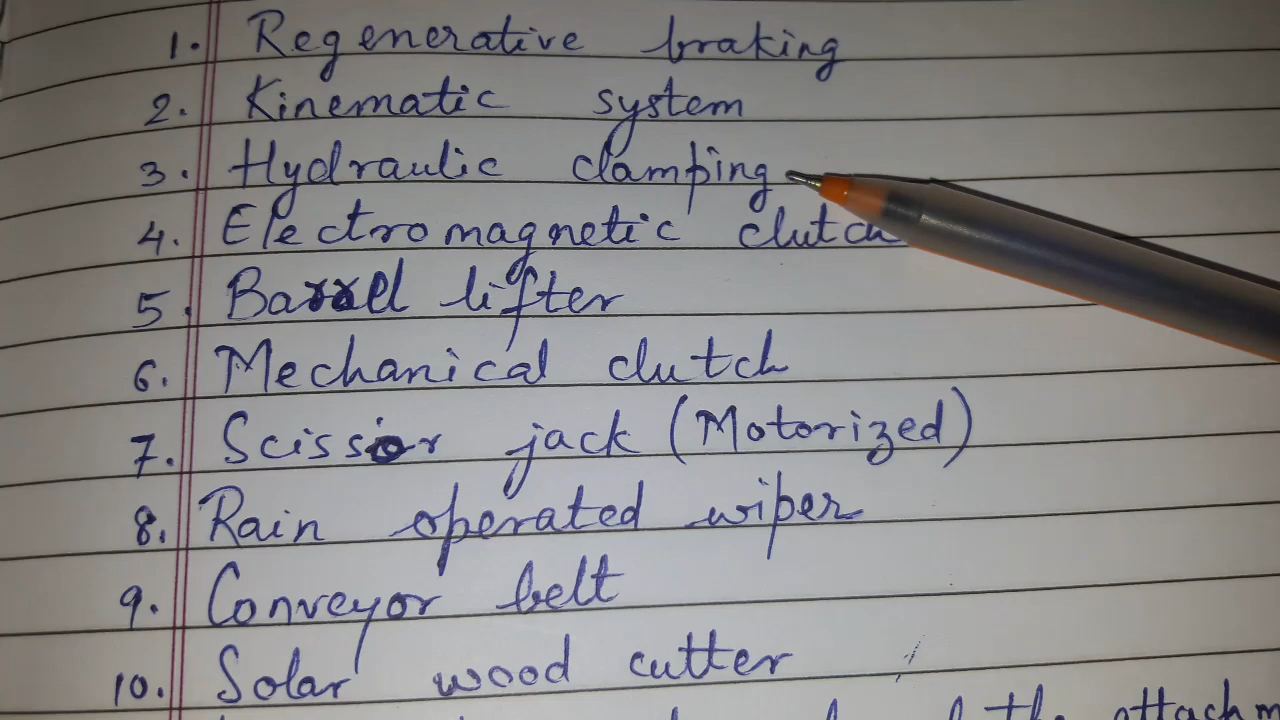 1. Regenerative braking
2. Kinematic system
3. Hydraulic clamping
4. Electromagnetic clutch
5. Barrel lifter
6. Mechanical clutch
7. Scissor jack (Motorized)
8. Rain operated wiper
9. Conveyor belt
10. Solar wood cutter